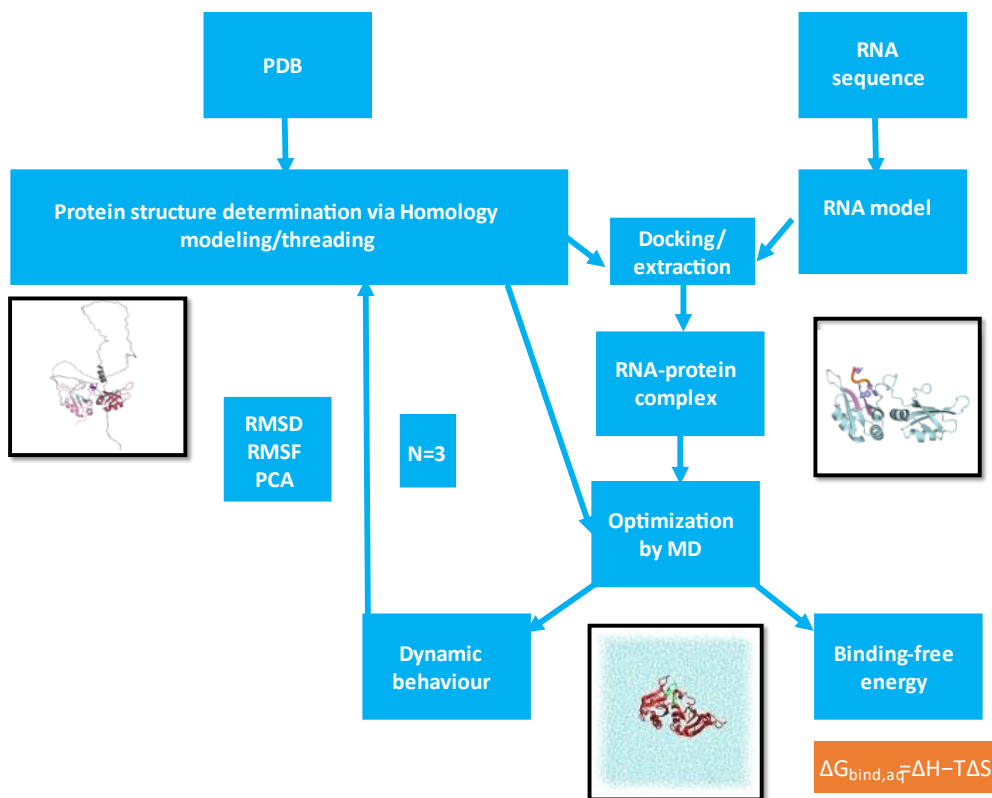 PDB
RNA
sequence
Protein structure determination via Homology
modeling/threading
RNA model
Docking/
extraction
RNA-protein
complex
RMSD
RMSF
PCA
N=3
Optimization
by MD
Dynamic
behaviour
Binding-free
energy
ΔGbind,aq=ΔH−TΔS